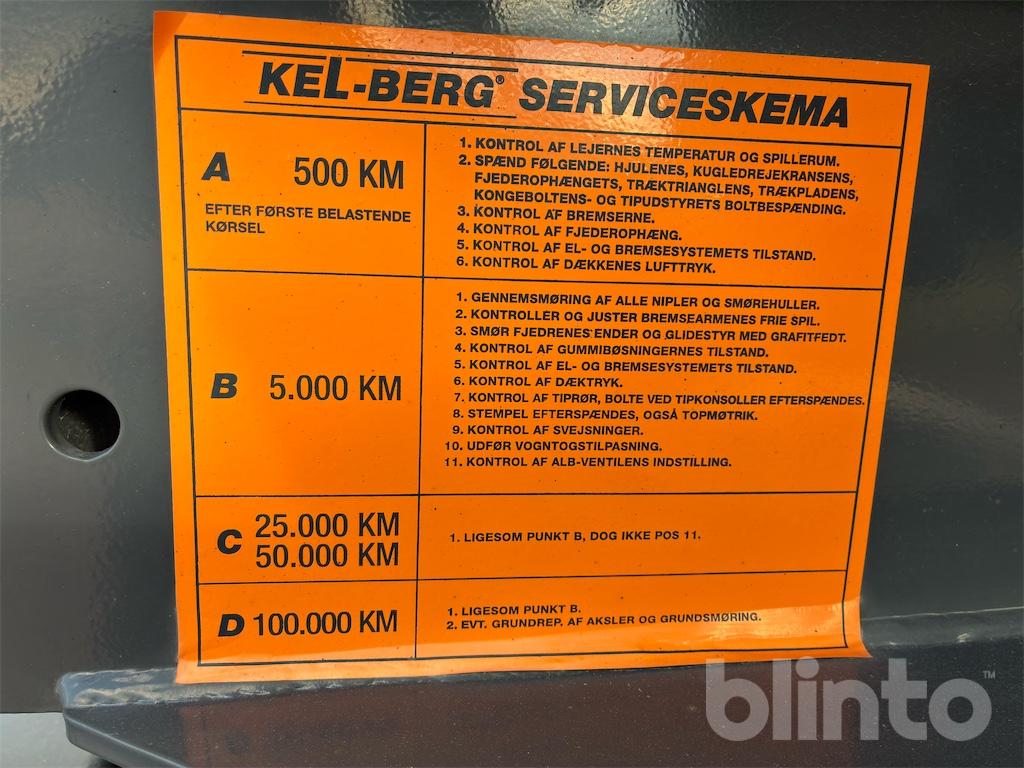 KEL-BERG® SERVICESKEMA
A 500 KM
EFTER FØRSTE BELASTENDE
KØRSEL
1. KONTROL AF LEJERNES TEMPERATUR OG SPILLERUM.
2. SPÆND FØLGENDE: HJULENES, KUGLEDREJEKRANSENS,
FJEDEROPHÆNGETS, TRÆKTRIANGLENS, TRÆKPLADENS,
KONGEBOLTENS- OG TIPUDSTYRETS BOLTBESPÆNDING.
3. KONTROL AF BREMSERNE.
4. KONTROL AF FJEDEROPHÆNG.
5. KONTROL AF EL- OG BREMSESYSTEMETS TILSTAND.
6. KONTROL AF DÆKKENES LUFTTRYK.
B 5.000 KM
1. GENNEMSMØRING AF ALLE NIPLER OG SMØREHULLER.
2. KONTROLLER OG JUSTER BREMSEARMENES FRIE SPIL.
3. SMØR FJEDRENES ENDER OG GLIDESTYR MED GRAFITFEDT.
4. KONTROL AF GUMMIBØSNINGERNES TILSTAND.
5. KONTROL AF EL- OG BREMSESYSTEMETS TILSTAND.
6. KONTROL AF DÆKTRYK.
7. KONTROL AF TIPRØR, BOLTE VED TIPKONSOLLER EFTERSPÆNDES.
8. STEMPEL EFTERSPÆNDES, OGSÅ TOPMØTRIK.
9. KONTROL AF SVEJSNINGER.
10. UDFØR VOGNTOGSTILPASNING.
11. KONTROL AF ALB-VENTILENS INDSTILLING.
C 25.000 KM
50.000 KM
1. LIGESOM PUNKT B, DOG IKKE POS 11.
D 100.000 KM
1. LIGESOM PUNKT B.
2. EVT. GRUNDREP. AF AKSLER OG GRUNDSMØRING.
blinto™